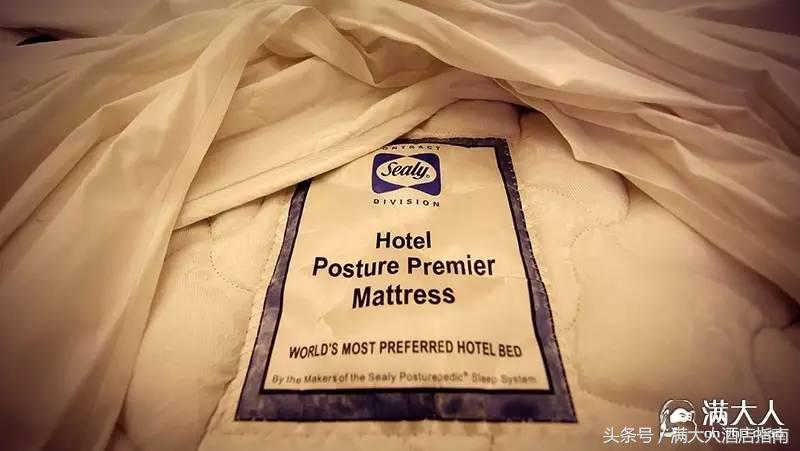 CONTRACT
Sealy
DIVISION
Hotel
Posture Premier
Mattress
WORLD'S MOST PREFERRED HOTEL BED
By the Makers of the Sealy Posturepedic® Sleep System
满大人
头条号 / 满大人酒店指南